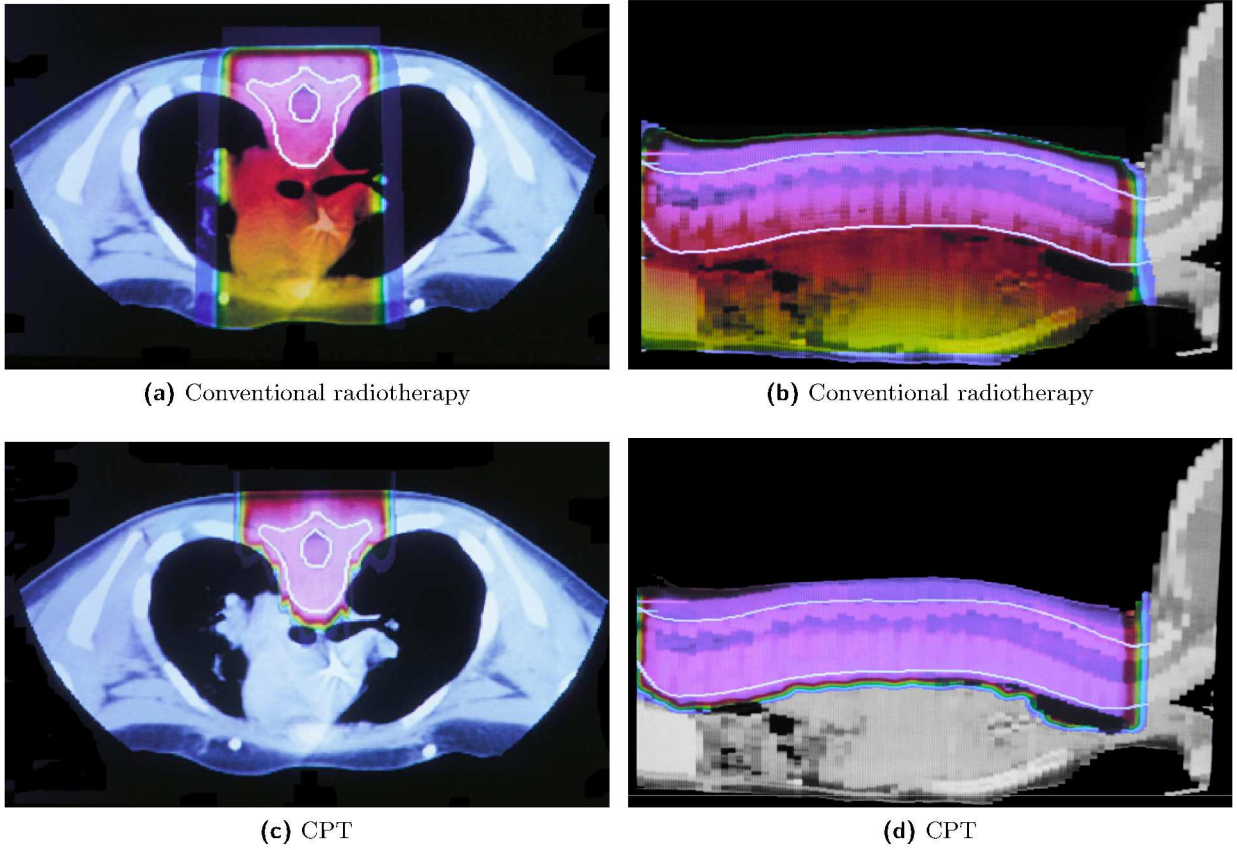 (a) Conventional radiotherapy
(b) Conventional radiotherapy
(c) CPT
(d) CPT